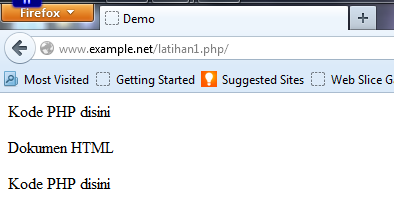 Firefox
Demo
www.example.net/latihan1.php/
Most Visited Getting Started Suggested Sites Web Slice Ga
Kode PHP disini
Dokumen HTML
Kode PHP disini